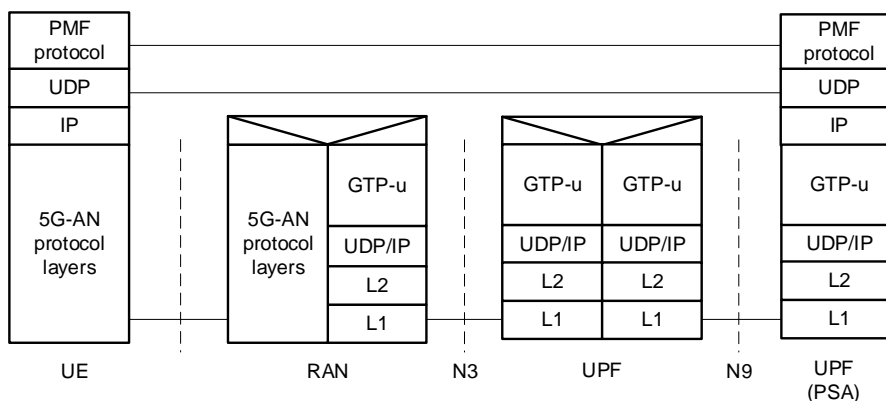 PMF
protocol
UDP
IP
5G-AN
protocol
layers
UE
5G-AN
protocol
layers
GTP-u
UDP/IP
L2
L1
RAN
N3
GTP-u
GTP-u
UDP/IP
UDP/IP
L2
L2
L1
L1
UPF
N9
PMF
protocol
UDP
IP
GTP-u
UDP/IP
L2
L1
UPF
(PSA)